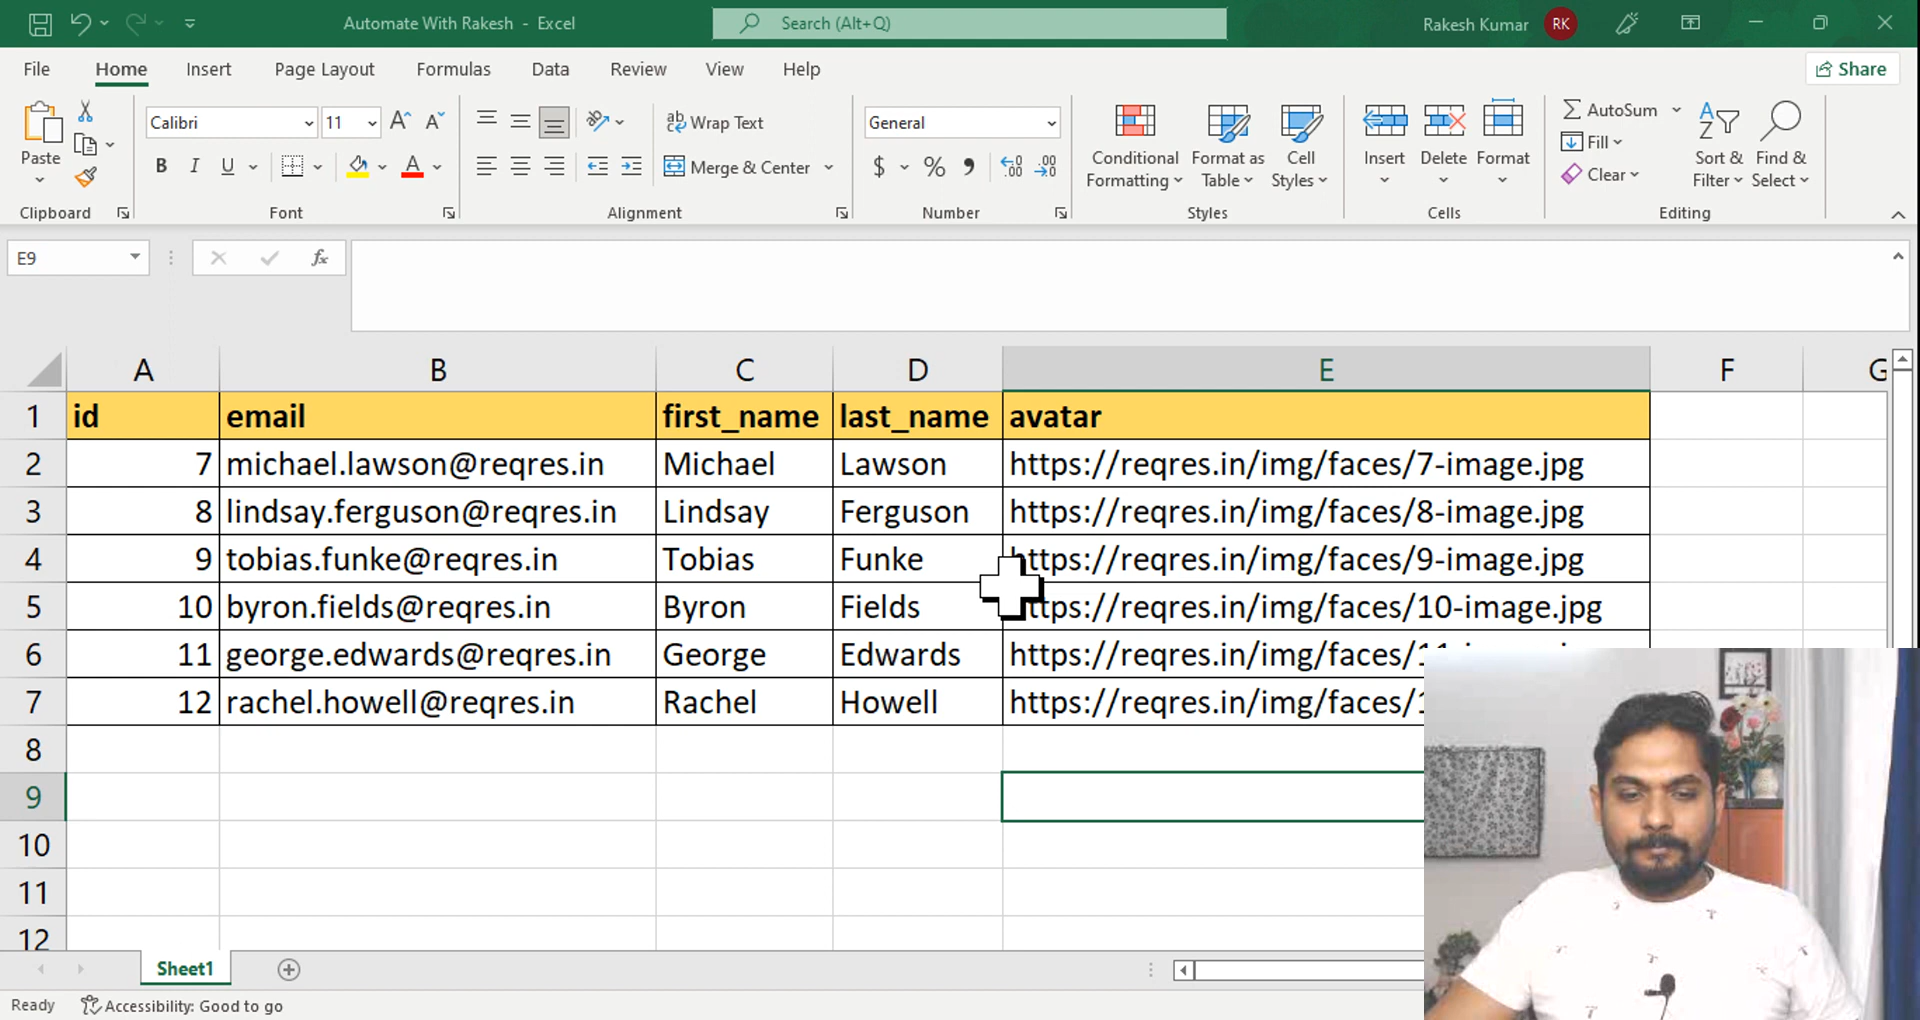 Automate With Rakesh - Excel
Search (Alt+Q)
Rakesh Kumar
RK
File
Home
Insert
Page Layout
Formulas
Data
Review
View
Help
Share
Paste
Clipboard
Calibri
11
B I U
Font
ab Wrap Text
Merge & Center
Alignment
General
$ % 9
Number
Conditional
Formatting
Format as
Table
Cell
Styles
Styles
Insert
Delete
Format
Cells
AutoSum
Fill
Clear
Sort &
Filter
Find &
Select
Editing
E9
fx
A B C D E F G
1 id email first_name last_name avatar
2 7 michael.lawson@reqres.in Michael Lawson https://reqres.in/img/faces/7-image.jpg
3 8 lindsay.ferguson@reqres.in Lindsay Ferguson https://reqres.in/img/faces/8-image.jpg
4 9 tobias.funke@reqres.in Tobias Funke https://reqres.in/img/faces/9-image.jpg
5 10 byron.fields@reqres.in Byron Fields https://reqres.in/img/faces/10-image.jpg
6 11 george.edwards@reqres.in George Edwards https://reqres.in/img/faces/
7 12 rachel.howell@reqres.in Rachel Howell https://reqres.in/img/faces/
8
9
10
11
12
Sheet1
Ready
Accessibility: Good to go